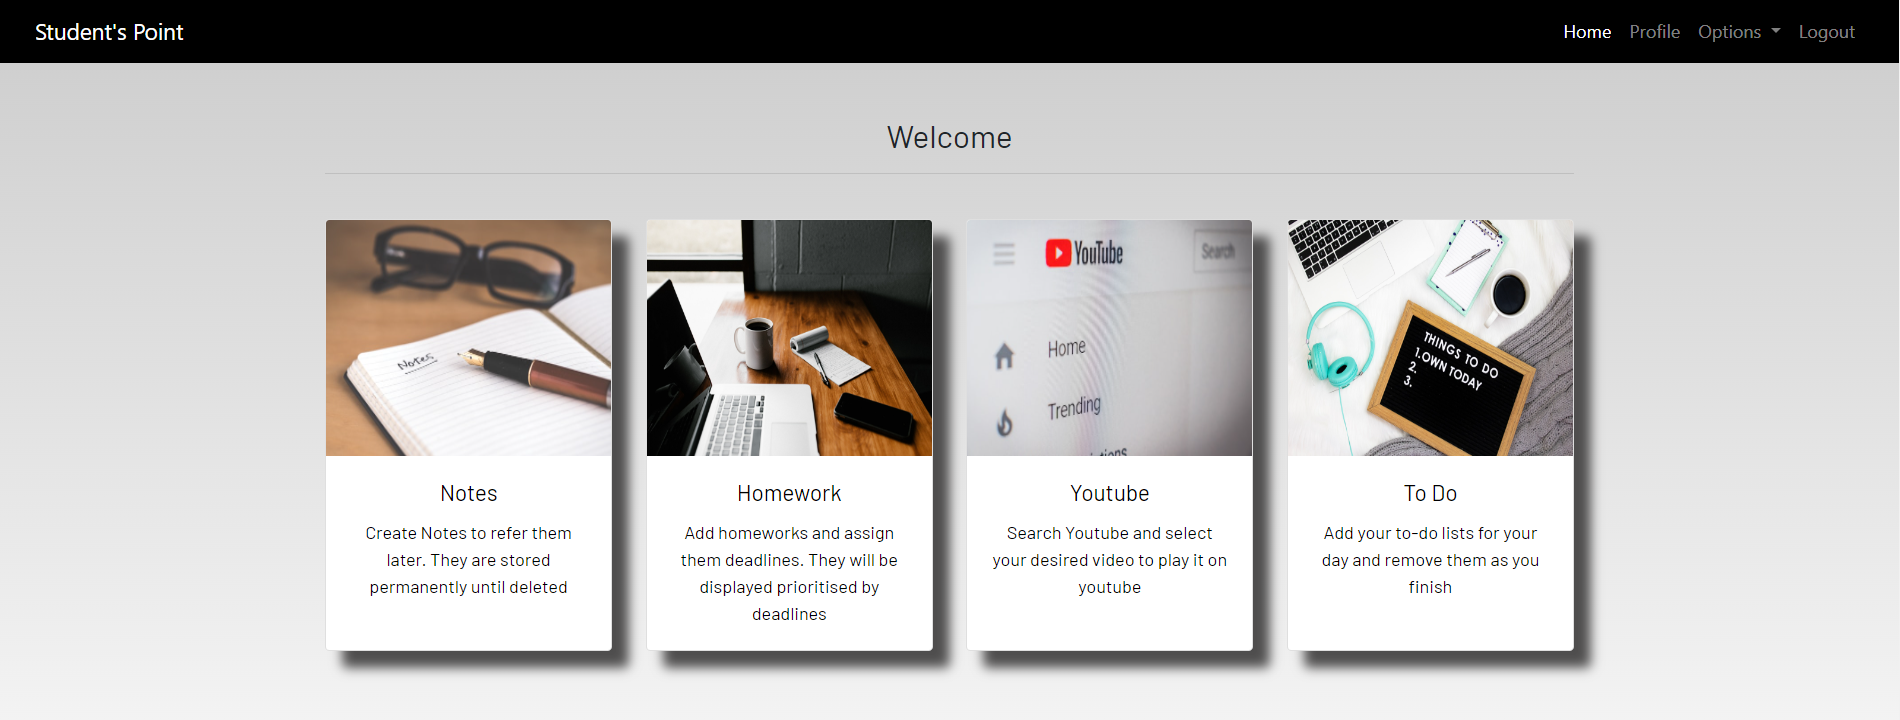 Student's Point
Home Profile Options Logout
Welcome
Notes
YouTube
Search
Home
Trending
THINGS TO DO
1.OWN TODAY
2.
3.
Notes
Create Notes to refer them
later. They are stored
permanently until deleted
Homework
Add homeworks and assign
them deadlines. They will be
displayed prioritised by
deadlines
Youtube
Search Youtube and select
your desired video to play it on
youtube
To Do
Add your to-do lists for your
day and remove them as you
finish